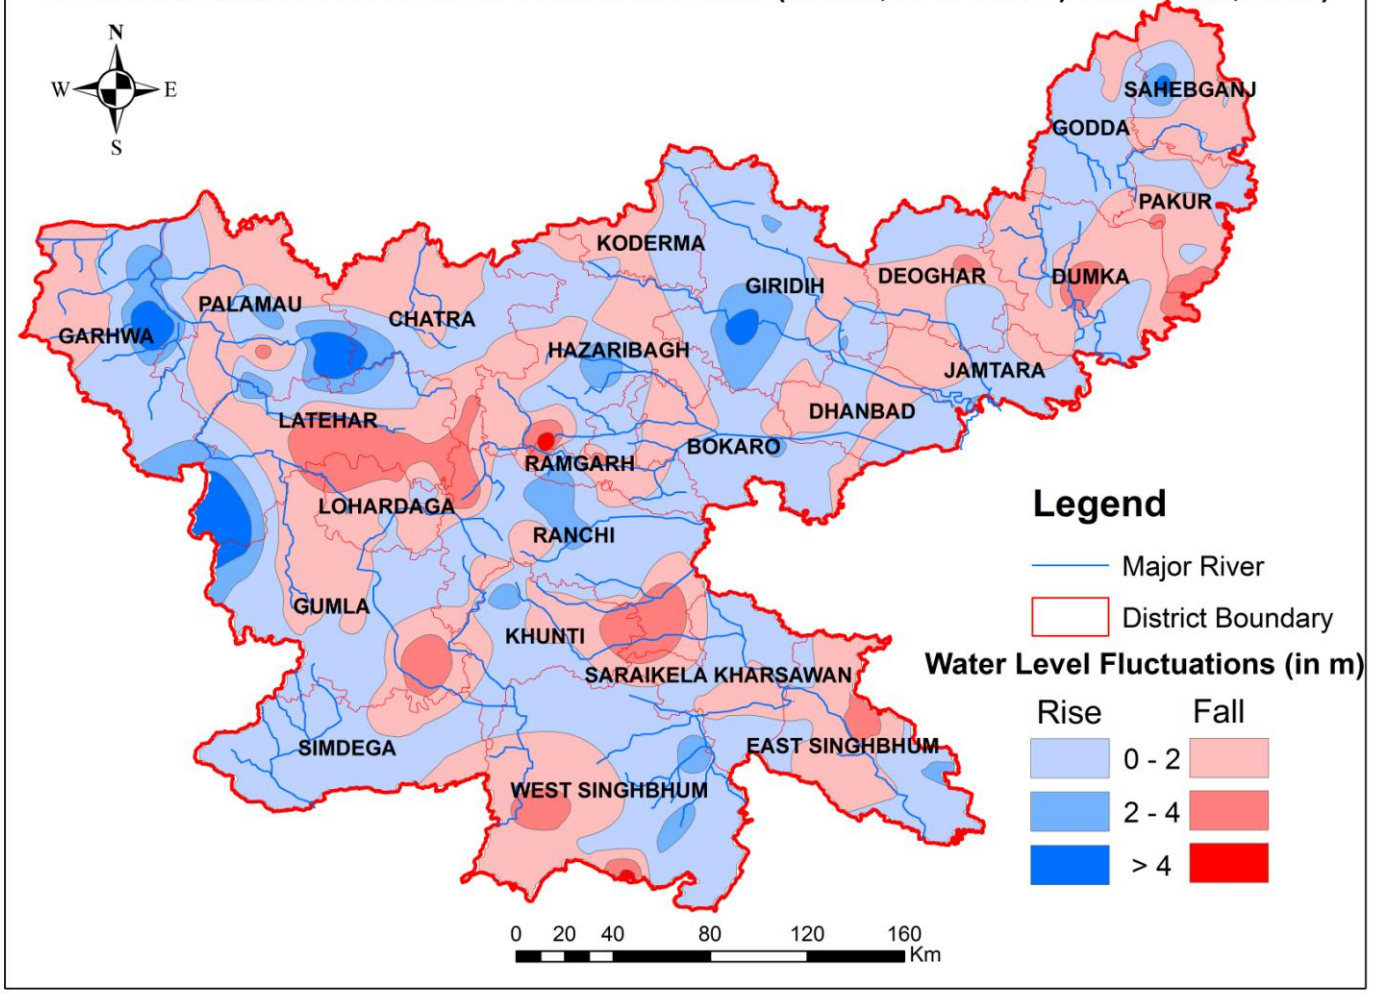 N
W E
S
SAHEBGANJ
GODDA
PAKUR
KODERMA
GIRIDIH
DEOGHAR
DUMKA
PALAMAU
CHATRA
GARHWA
HAZARIBAGH
JAMTARA
LATEHAR
DHANBAD
BOKARO
RAMGARH
LOHARDAGA
RANCHI
GUMLA
KHUNTI
SARAIKELA KHARSAWAN
SIMDEGA
EAST SINGHBHUM
WEST SINGHBHUM
Legend
Major River
District Boundary
Water Level Fluctuations (in m)
Rise Fall
0 - 2
2 - 4
> 4
0 20 40 80 120 160
Km